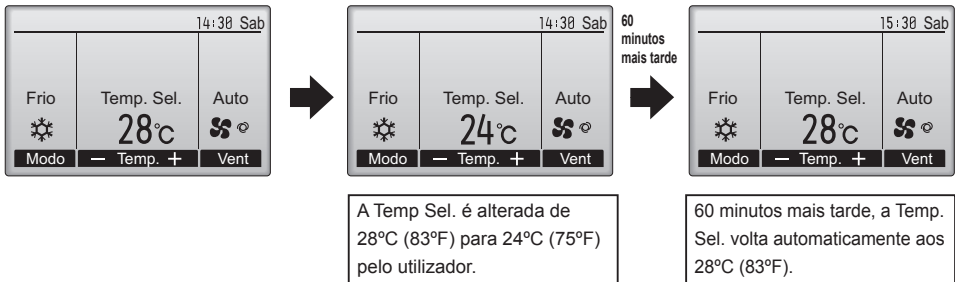 14:30 Sab
Frio Temp. Sel. Auto
28°C
Modo — Temp. + Vent
14:30 Sab
Frio Temp. Sel. Auto
24°C
Modo — Temp. + Vent
60
minutos
mais tarde
15:30 Sab
Frio Temp. Sel. Auto
28°C
Modo — Temp. + Vent
A Temp Sel. é alterada de
28ºC (83ºF) para 24ºC (75ºF)
pelo utilizador.
60 minutos mais tarde, a Temp.
Sel. volta automaticamente aos
28ºC (83ºF).